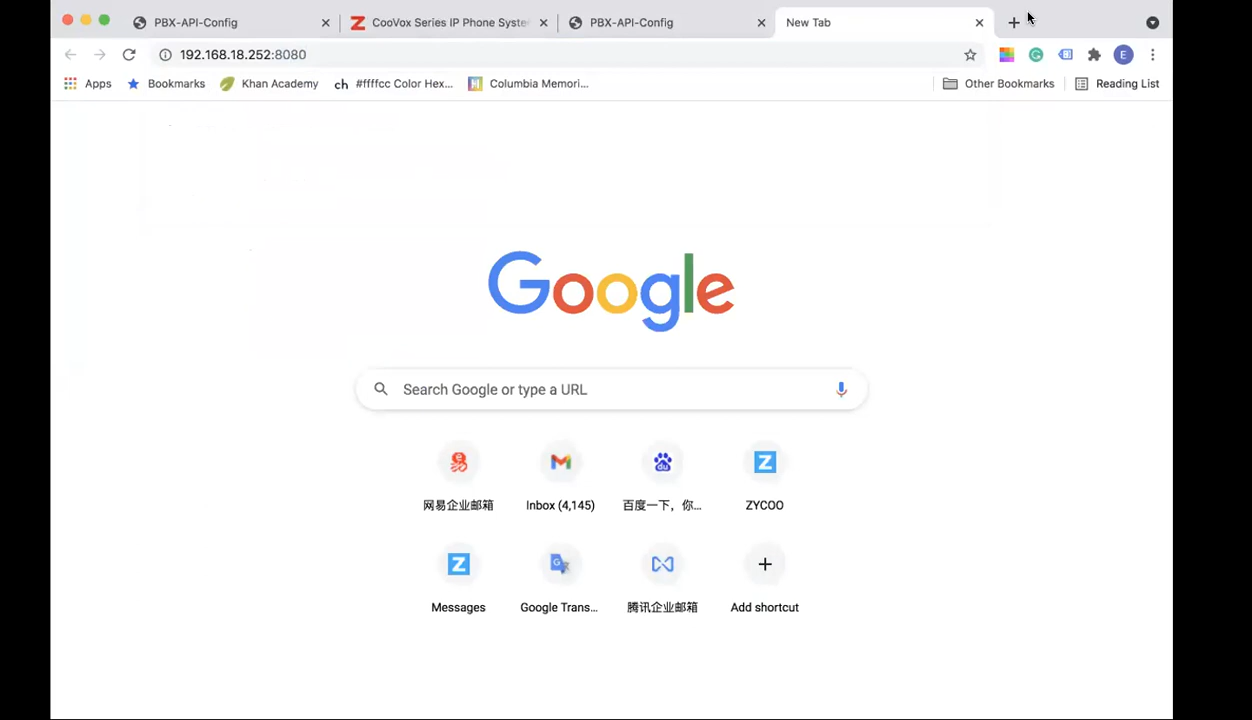 PBX-API-Config
CooVox Series IP Phone Syste
PBX-API-Config
New Tab
192.168.18.252:8080
E
Apps
Bookmarks
Khan Academy
ch #ffffcc Color Hex...
Columbia Memori...
Other Bookmarks
Reading List
Google
Search Google or type a URL
网易企业邮箱
Inbox (4,145)
百度一下，你...
ZYCOO
Messages
Google Trans...
腾讯企业邮箱
Add shortcut